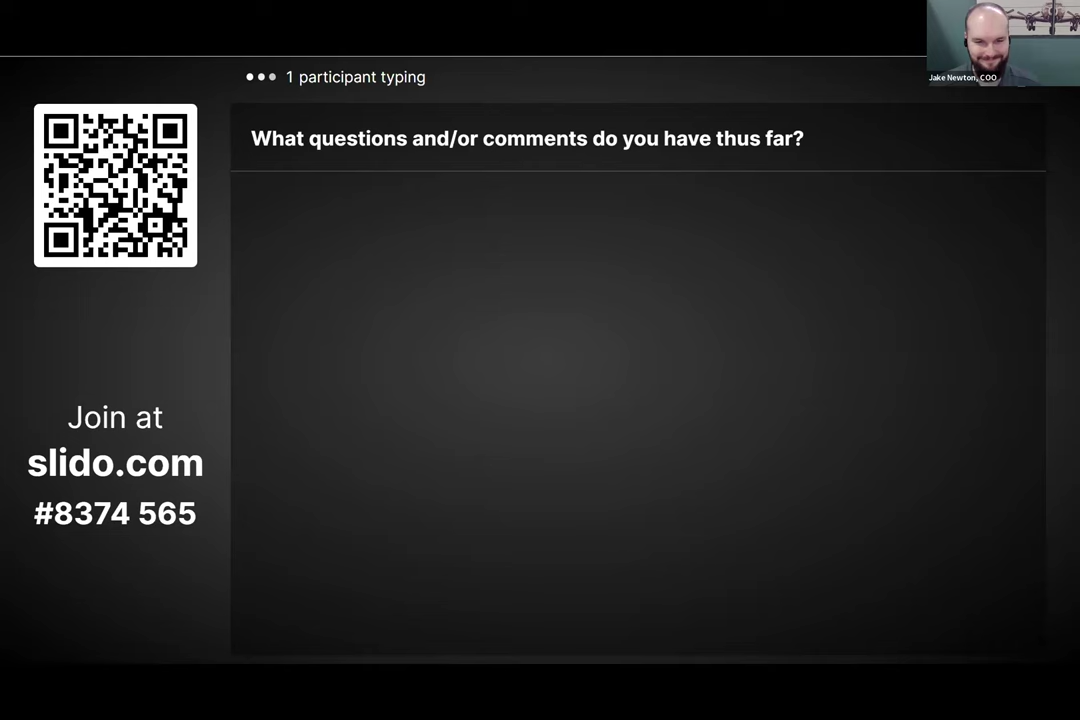 1 participant typing
Jake Newton, COO
What questions and/or comments do you have thus far?
Join at
slido.com
#8374 565